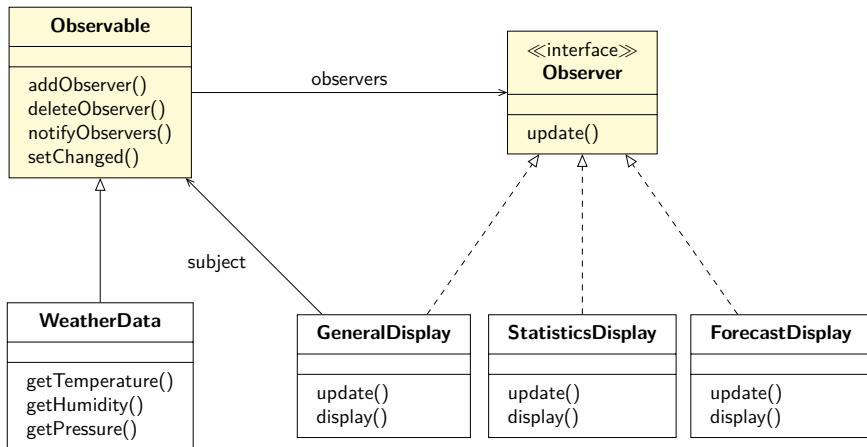 Observable
addObserver()
deleteObserver()
notifyObservers()
setChanged()
observers
≪interface≫
Observer
update()
subject
WeatherData
getTemperature()
getHumidity()
getPressure()
GeneralDisplay
update()
display()
StatisticsDisplay
update()
display()
ForecastDisplay
update()
display()